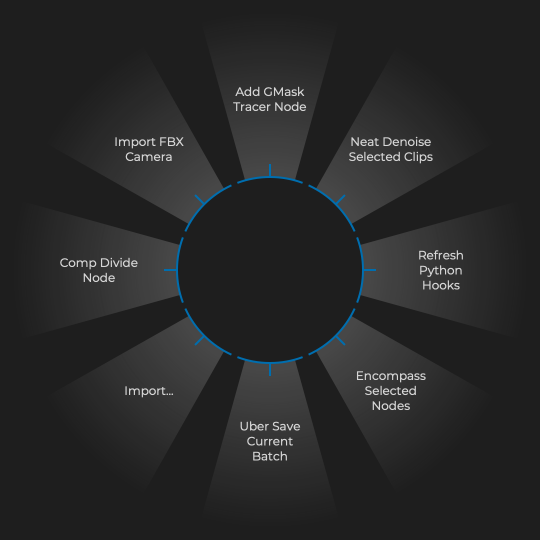 Add GMask
Tracer Node
Neat Denoise
Selected Clips
Refresh
Python
Hooks
Encompass
Selected
Nodes
Uber Save
Current
Batch
Import...
Comp Divide
Node
Import FBX
Camera